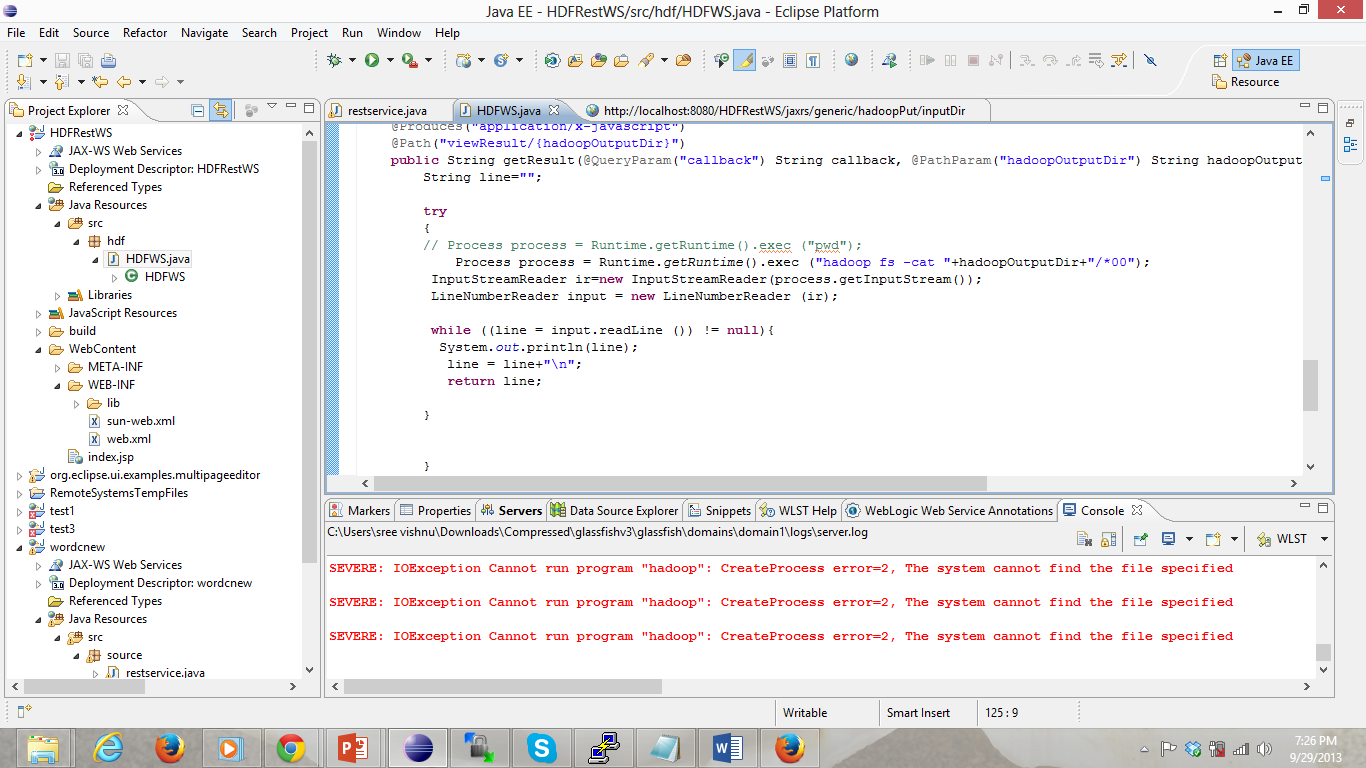 Java EE - HDFRestWS/src/hdf/HDFWS.java - Eclipse Platform
File Edit Source Refactor Navigate Search Project Run Window Help
Java EE
Resource
Project Explorer
HDFRestWS
JAX-WS Web Services
Deployment Descriptor: HDFRestWS
Referenced Types
Java Resources
src
hdf
HDFWS.java
HDFWS
Libraries
JavaScript Resources
build
WebContent
META-INF
WEB-INF
lib
sun-web.xml
web.xml
index.jsp
org.eclipse.ui.examples.multipageeditor
RemoteSystemsTempFiles
test1
test3
wordcnew
JAX-WS Web Services
Deployment Descriptor: wordcnew
Referenced Types
Java Resources
src
source
restservice.java
restservice.java HDFWS.java http://localhost:8080/HDFRestWS/jaxrs/generic/hadoopPut/inputDir
@Produces("application/x-javascript")
@Path("viewResult/{hadoopOutputDir}")
public String getResult(@QueryParam("callback") String callback, @PathParam("hadoopOutputDir") String hadoopOutput
String line="";
try
{
// Process process = Runtime.getRuntime().exec ("pwd");
Process process = Runtime.getRuntime().exec ("hadoop fs -cat "+hadoopOutputDir+"/*00");
InputStreamReader ir=new InputStreamReader(process.getInputStream());
LineNumberReader input = new LineNumberReader (ir);
while ((line = input.readLine ()) != null){
System.out.println(line);
line = line+"\n";
return line;
}
}
Markers Properties Servers Data Source Explorer Snippets WLST Help WebLogic Web Service Annotations Console
C:\Users\sree vishnu\Downloads\Compressed\glassfishv3\glassfish\domains\domain1\logs\server.log
WLST
SEVERE: IOException Cannot run program "hadoop": CreateProcess error=2, The system cannot find the file specified
SEVERE: IOException Cannot run program "hadoop": CreateProcess error=2, The system cannot find the file specified
SEVERE: IOException Cannot run program "hadoop": CreateProcess error=2, The system cannot find the file specified
Writable Smart Insert 125 : 9
7:26 PM
9/29/2013